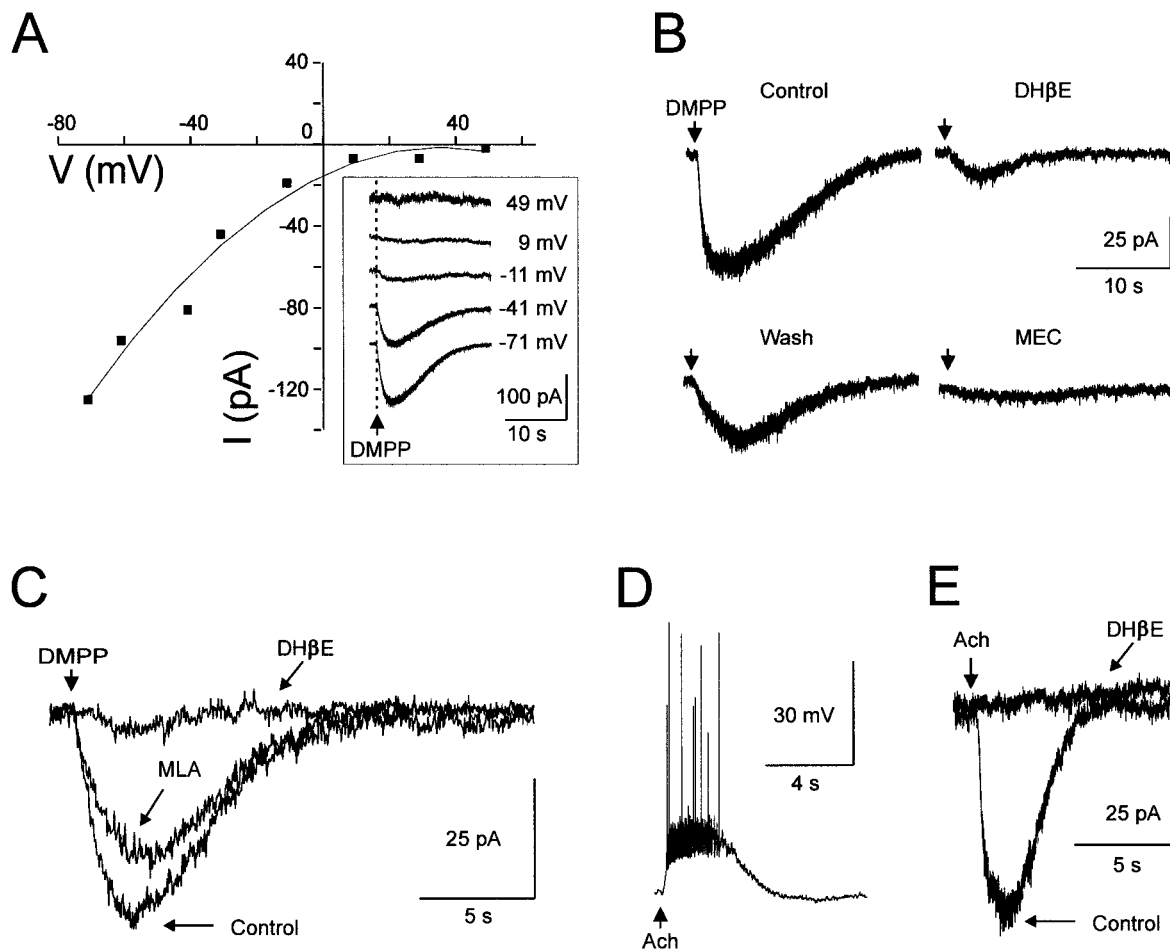 A
40
-80
-40
0
40
V (mV)
-40
-80
-120
I (pA)
49 mV
9 mV
-11 mV
-41 mV
-71 mV
100 pA
10 s
DMPP
B
Control
DHβE
DMPP
25 pA
10 s
Wash
MEC
C
DMPP
DHβE
MLA
25 pA
5 s
Control
D
30 mV
4 s
Ach
E
Ach
DHβE
25 pA
5 s
Control